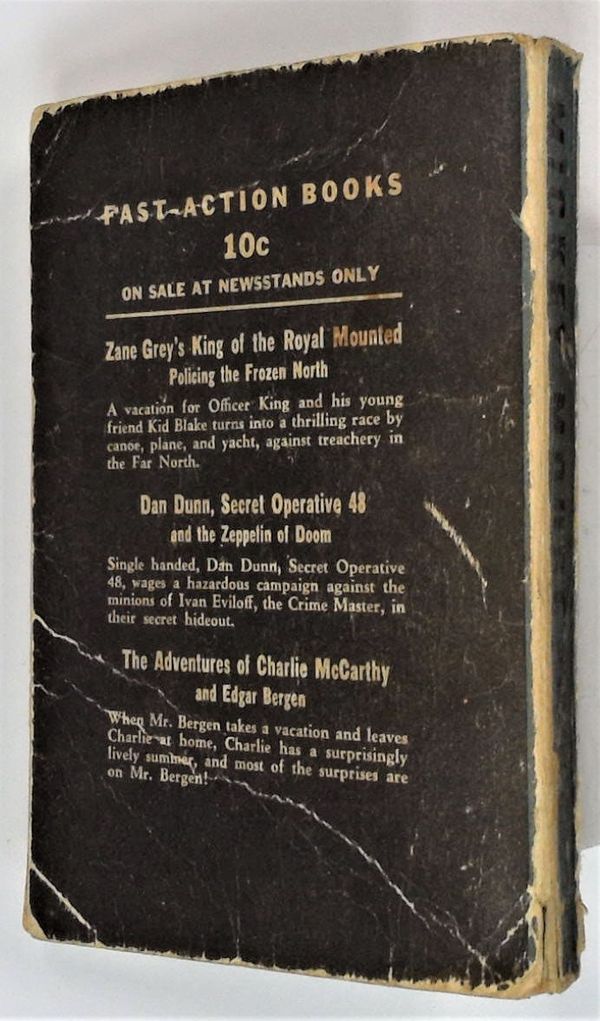 FAST-ACTION BOOKS
10c
ON SALE AT NEWSSTANDS ONLY
Zane Grey's King of the Royal Mounted
Policing the Frozen North
A vacation for Officer King and his young
friend Kid Blake turns into a thrilling race by
canoe, plane, and yacht, against treachery in
the Far North.
Dan Dunn, Secret Operative 48
and the Zeppelin of Doom
Single handed, Dan Dunn, Secret Operative
48, wages a hazardous campaign against the
minions of Ivan Eviloff, the Crime Master, in
their secret hideout.
The Adventures of Charlie McCarthy
and Edgar Bergen
When Mr. Bergen takes a vacation and leaves
Charlie at home, Charlie has a surprisingly
lively summer, and most of the surprises are
on Mr. Bergen!